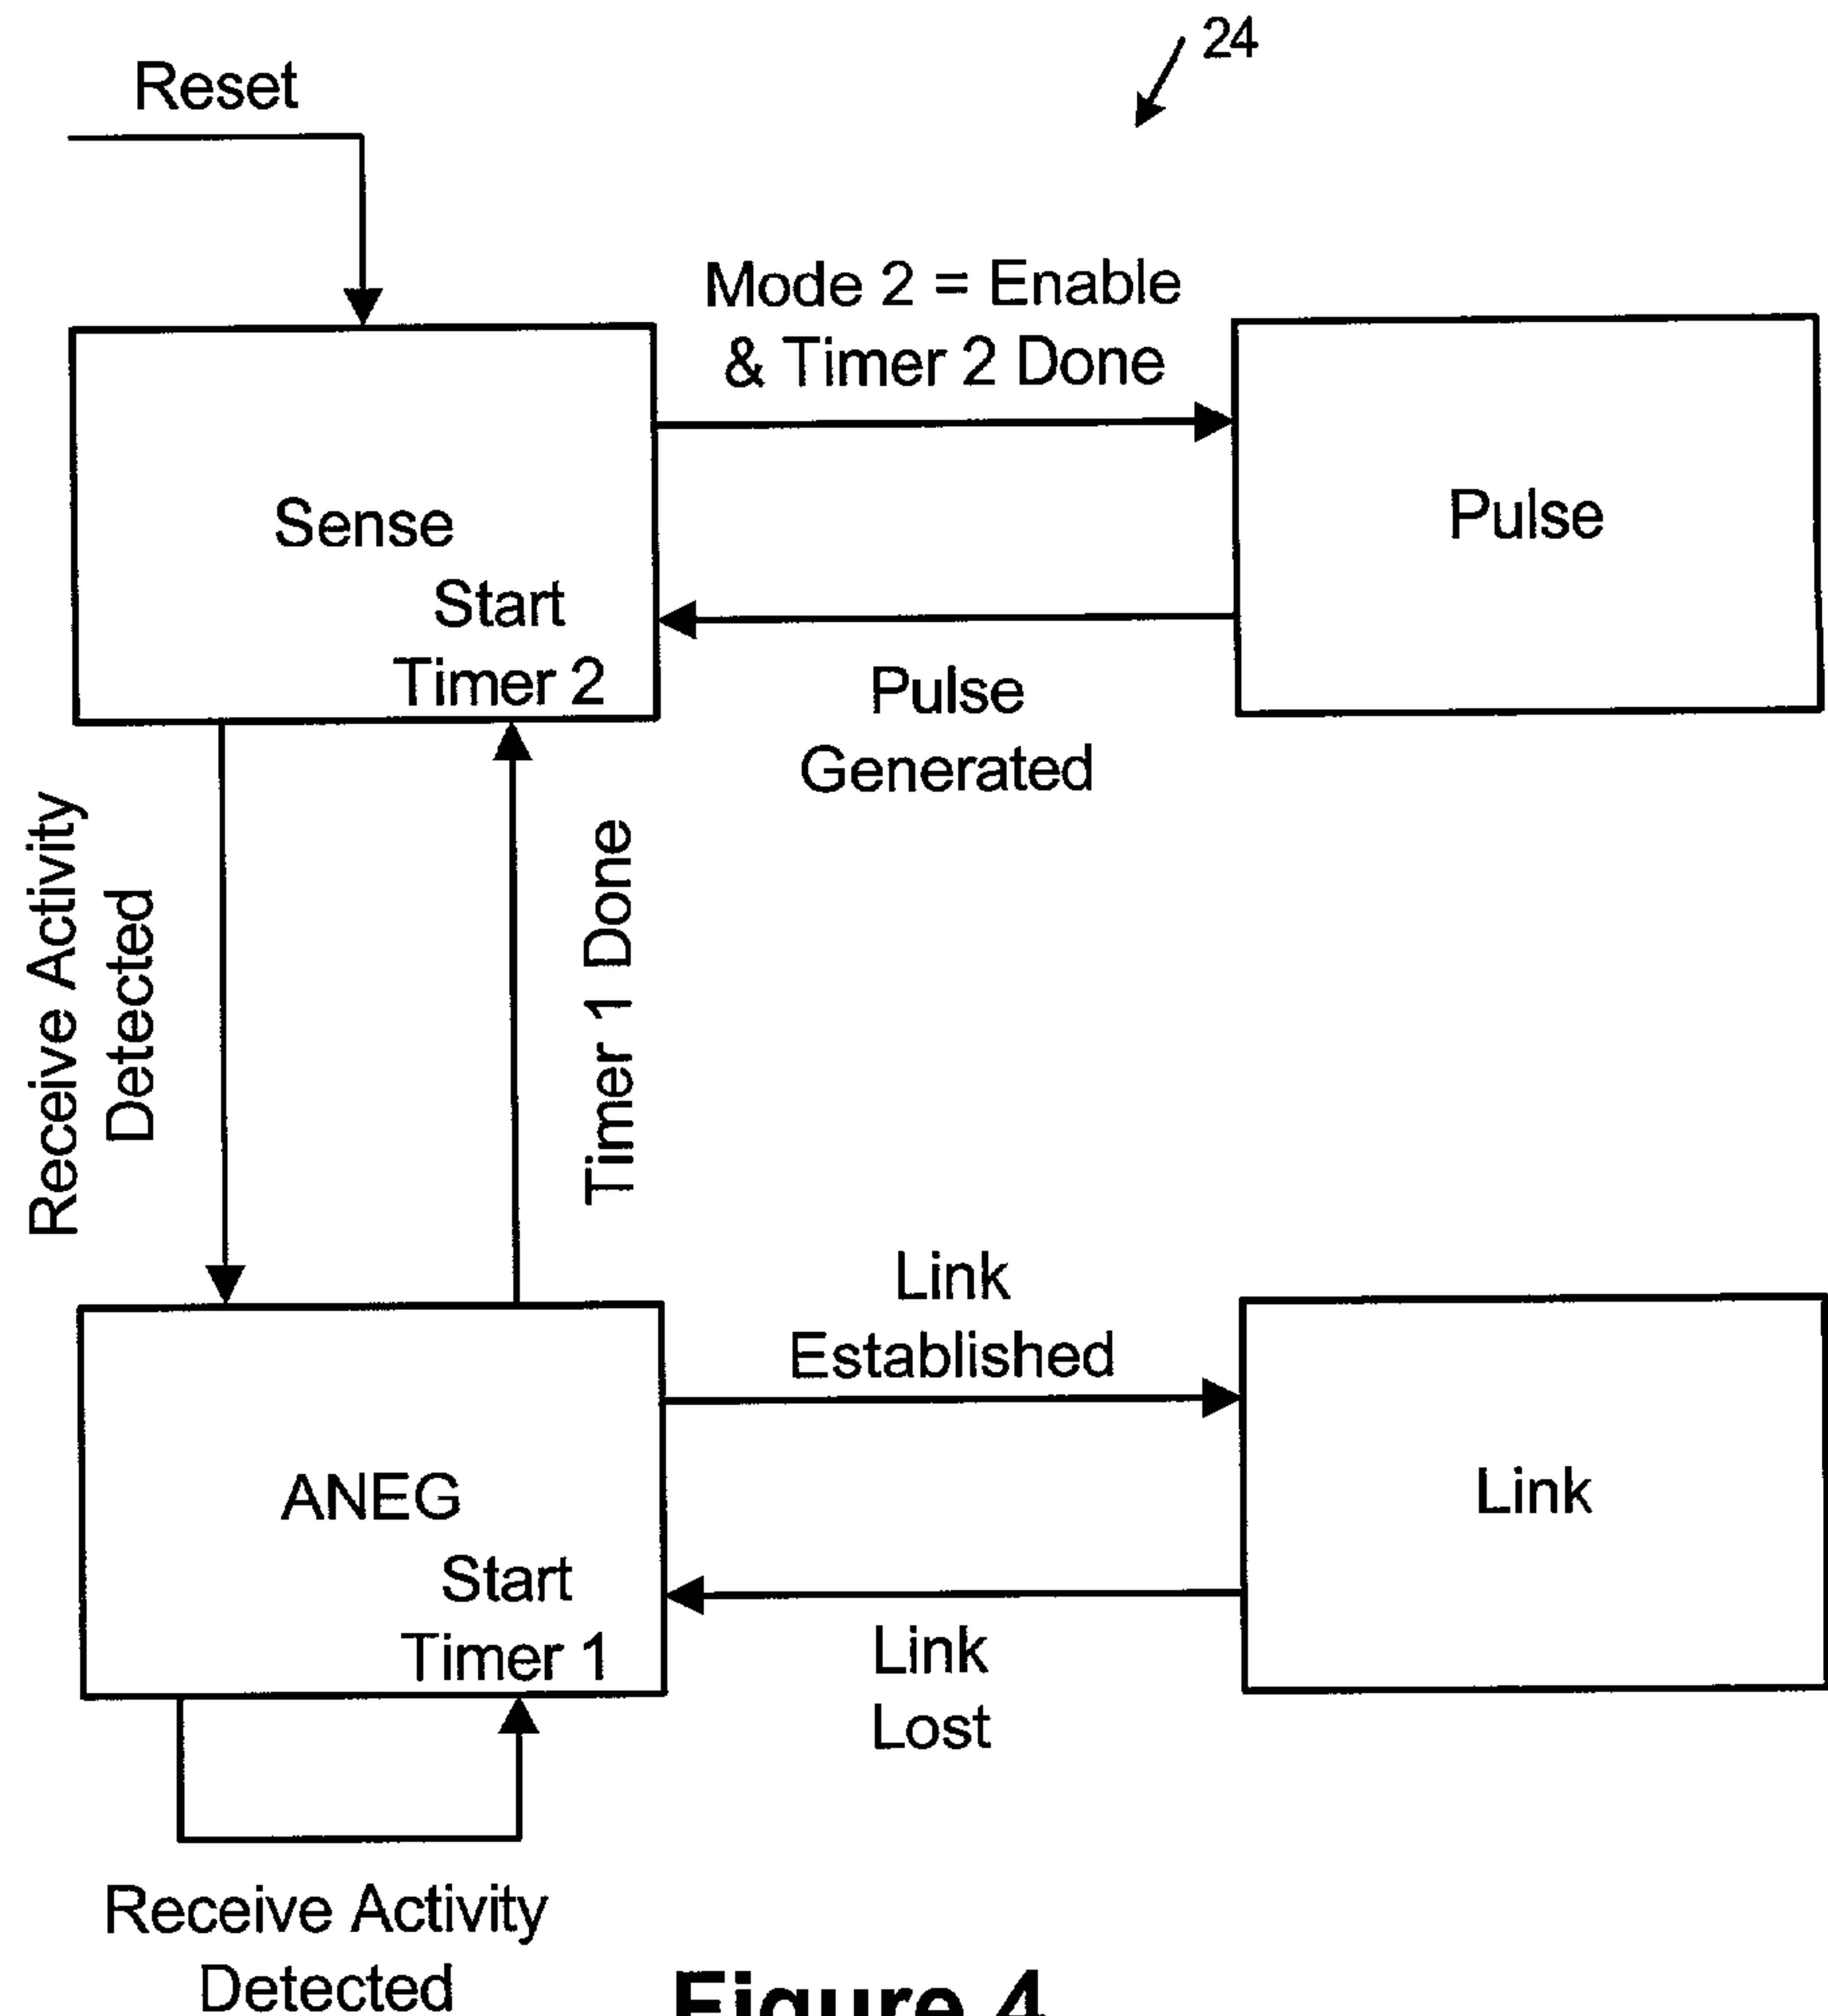 24
Reset
Mode 2 = Enable
& Timer 2 Done
Sense
Start
Timer 2
Pulse
Pulse
Generated
Receive Activity
Detected
Timer 1 Done
Link
Established
ANEG
Start
Timer 1
Link
Link
Lost
Receive Activity
Detected
Figure 4